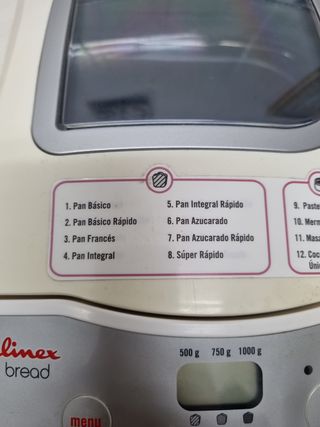 1. Pan Básico
2. Pan Básico Rápido
3. Pan Francés
4. Pan Integral
5. Pan Integral Rápido
6. Pan Azucarado
7. Pan Azucarado Rápido
8. Súper Rápido
9. Paste
10. Merm
11. Masa
12. Coc
Úni
linex
bread
500 g 750 g 1000 g
menu